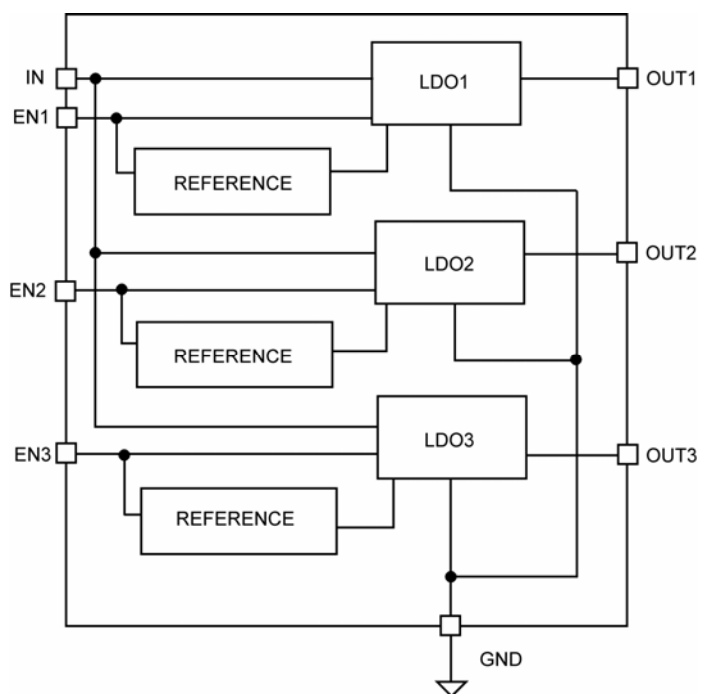 IN
LDO1
OUT1
EN1
REFERENCE
LDO2
OUT2
EN2
REFERENCE
LDO3
EN3
OUT3
REFERENCE
GND